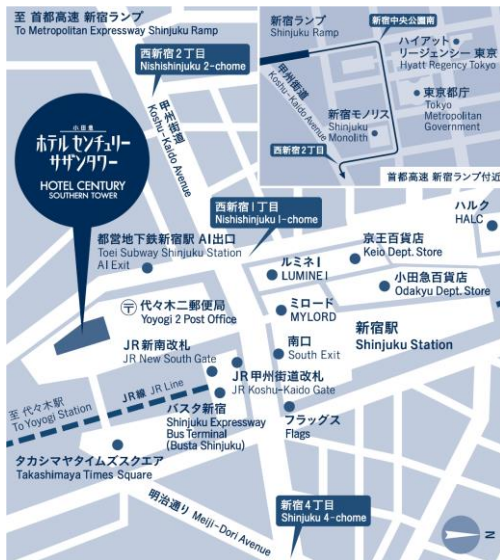 至 首都高速 新宿ランプ
To Metropolitan Expressway Shinjuku Ramp
西新宿2丁目
Nishishinjuku 2-chome
甲州街道
Koshu-Kaido Avenue
新宿ランプ
Shinjuku Ramp
新宿中央公園南
ハイアット
リージェンシー 東京
Hyatt Regency Tokyo
甲州街道
Koshu-Kaido Avenue
東京都庁
Tokyo
Metropolitan
Government
新宿モノリス
Shinjuku
Monolith
西新宿2丁目
首都高速 新宿ランプ付近
小田急
ホテルセンチュリー
サザンタワー
HOTEL CENTURY
SOUTHERN TOWER
西新宿1丁目
Nishishinjuku 1-chome
ハルク
HALC
都営地下鉄新宿駅 A1出口
Toei Subway Shinjuku Station
A1 Exit
京王百貨店
Keio Dept. Store
ルミネ1
LUMINE1
小田急百貨店
Odakyu Dept. Store
〒 代々木二郵便局
Yoyogi 2 Post Office
ミロード
MYLORD
新宿駅
Shinjuku Station
JR新南改札
JR New South Gate
南口
South Exit
JR甲州街道改札
JR Koshu-Kaido Gate
至 代々木駅
To Yoyogi Station
JR線 JR Line
バスタ新宿
Shinjuku Expressway
Bus Terminal
(Busta Shinjuku)
フラッグス
Flags
タカシマヤタイムズスクエア
Takashimaya Times Square
明治通り Meiji-Dori Avenue
新宿4丁目
Shinjuku 4-chome
N